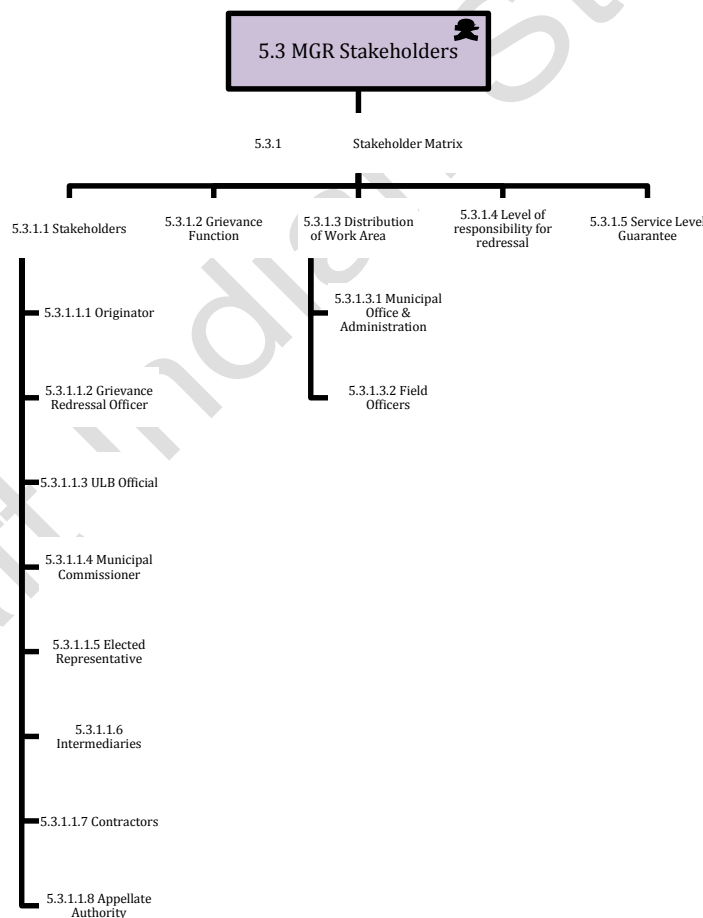 5.3 MGR Stakeholders
5.3.1 Stakeholder Matrix
5.3.1.1 Stakeholders
5.3.1.2 Grievance
Function
5.3.1.3 Distribution
of Work Area
5.3.1.4 Level of
responsibility for
redressal
5.3.1.5 Service Level
Guarantee
5.3.1.1.1 Originator
5.3.1.1.2 Grievance
Redressal Officer
5.3.1.1.3 ULB Official
5.3.1.1.4 Municipal
Commissioner
5.3.1.1.5 Elected
Representative
5.3.1.1.6
Intermediaries
5.3.1.1.7 Contractors
5.3.1.1.8 Appellate
Authority
5.3.1.3.1 Municipal
Office &
Administration
5.3.1.3.2 Field
Officers
Indian